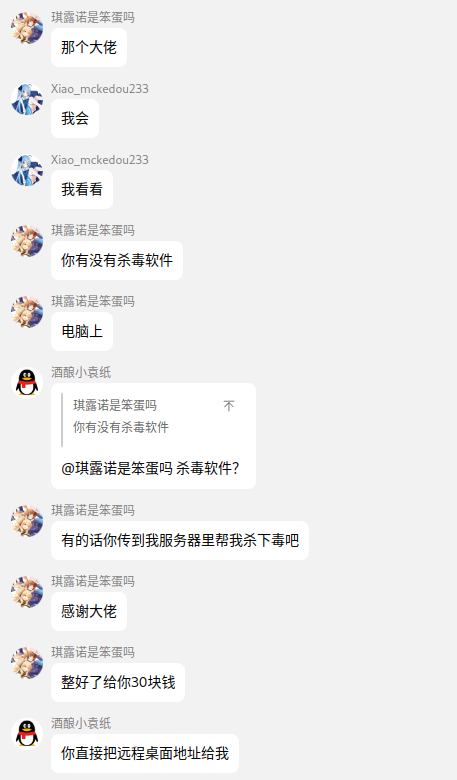 琪露诺是笨蛋吗
那个大佬
Xiao_mckedou233
我会
Xiao_mckedou233
我看看
琪露诺是笨蛋吗
你有没有杀毒软件
琪露诺是笨蛋吗
电脑上
酒酿小袁纸
琪露诺是笨蛋吗
你有没有杀毒软件
@琪露诺是笨蛋吗 杀毒软件？
琪露诺是笨蛋吗
有的话你传到我服务器里帮我杀下毒吧
琪露诺是笨蛋吗
感谢大佬
琪露诺是笨蛋吗
整好了给你30块钱
酒酿小袁纸
你直接把远程桌面地址给我